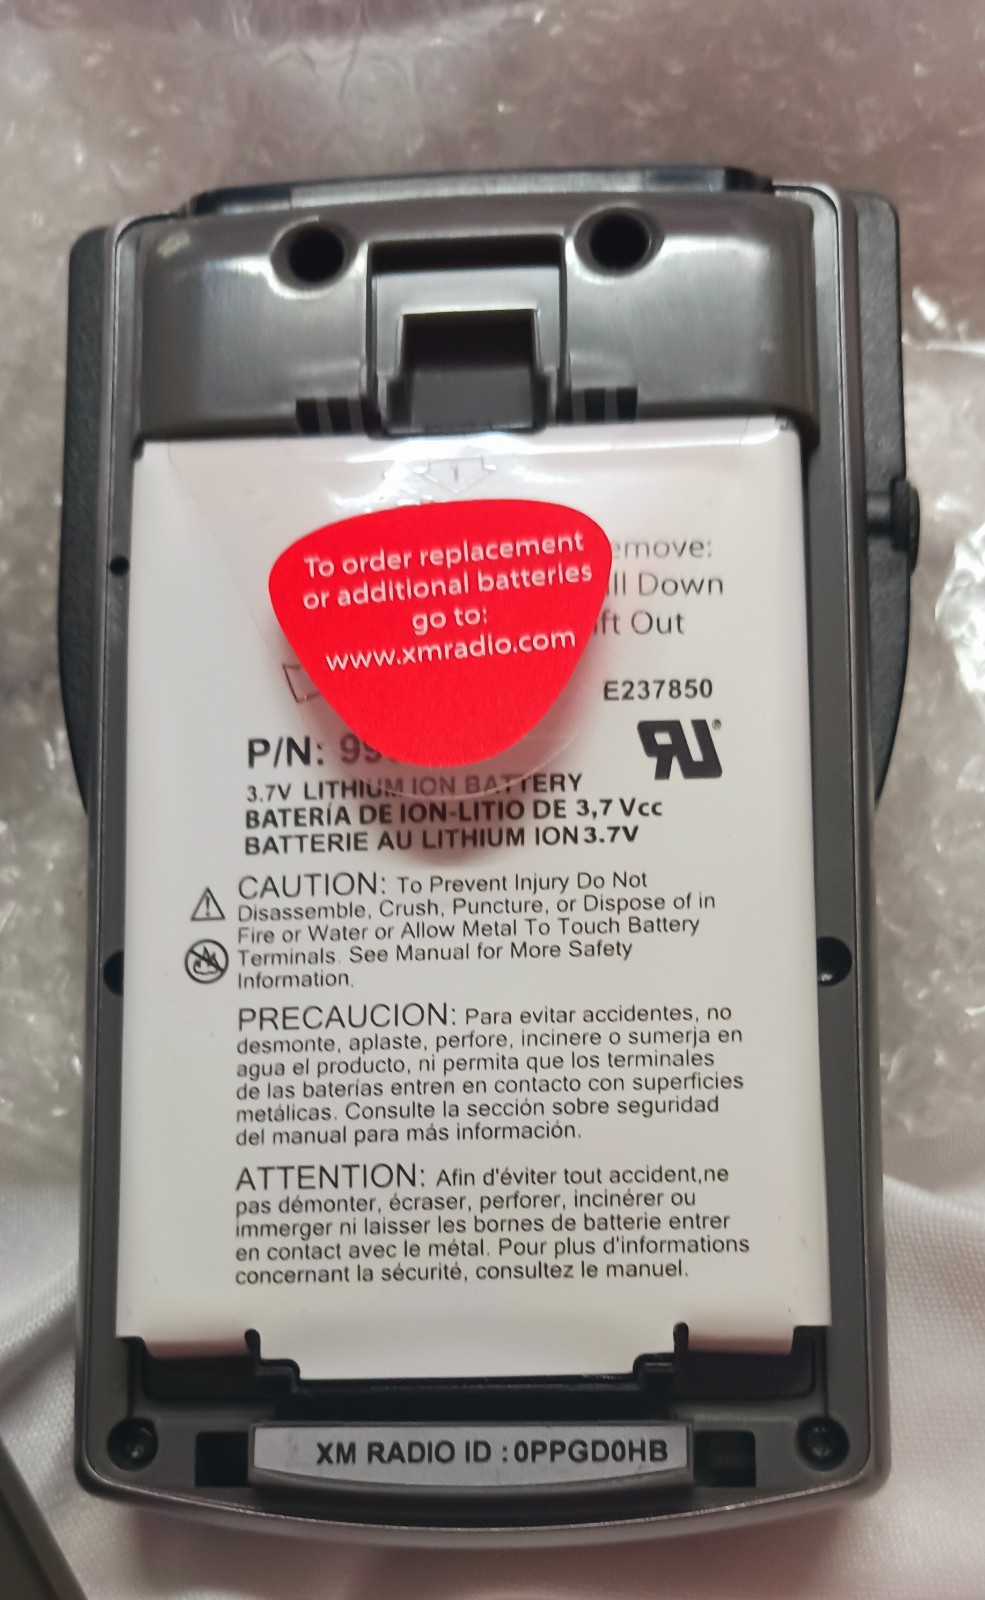 1
To order replacement
or additional batteries
go to:
www.xmradio.com
Down
Out
E237850
P/N:
3.7V LITHIUM ION BATTERY
BATERÍA DE ION-LITIO DE 3,7 Vcc
BATTERIE AU LITHIUM ION 3.7V
CAUTION: To Prevent Injury Do Not
Disassemble, Crush, Puncture, or Dispose of in
Fire or Water or Allow Metal To Touch Battery
Terminals. See Manual for More Safety
Information.
PRECAUCION: Para evitar accidentes, no
desmonte, aplaste, perfore, incinere o sumerja en
agua el producto, ni permita que los terminales
de las baterías entren en contacto con superficies
metálicas. Consulte la sección sobre seguridad
del manual para más información.
ATTENTION: Afin d'éviter tout accident,ne
pas démonter, écraser, perforer, incinérer ou
immerger ni laisser les bornes de batterie entrer
en contact avec le métal. Pour plus d'informations
concernant la sécurité, consultez le manuel.
XM RADIO ID : 0PPGD0HB